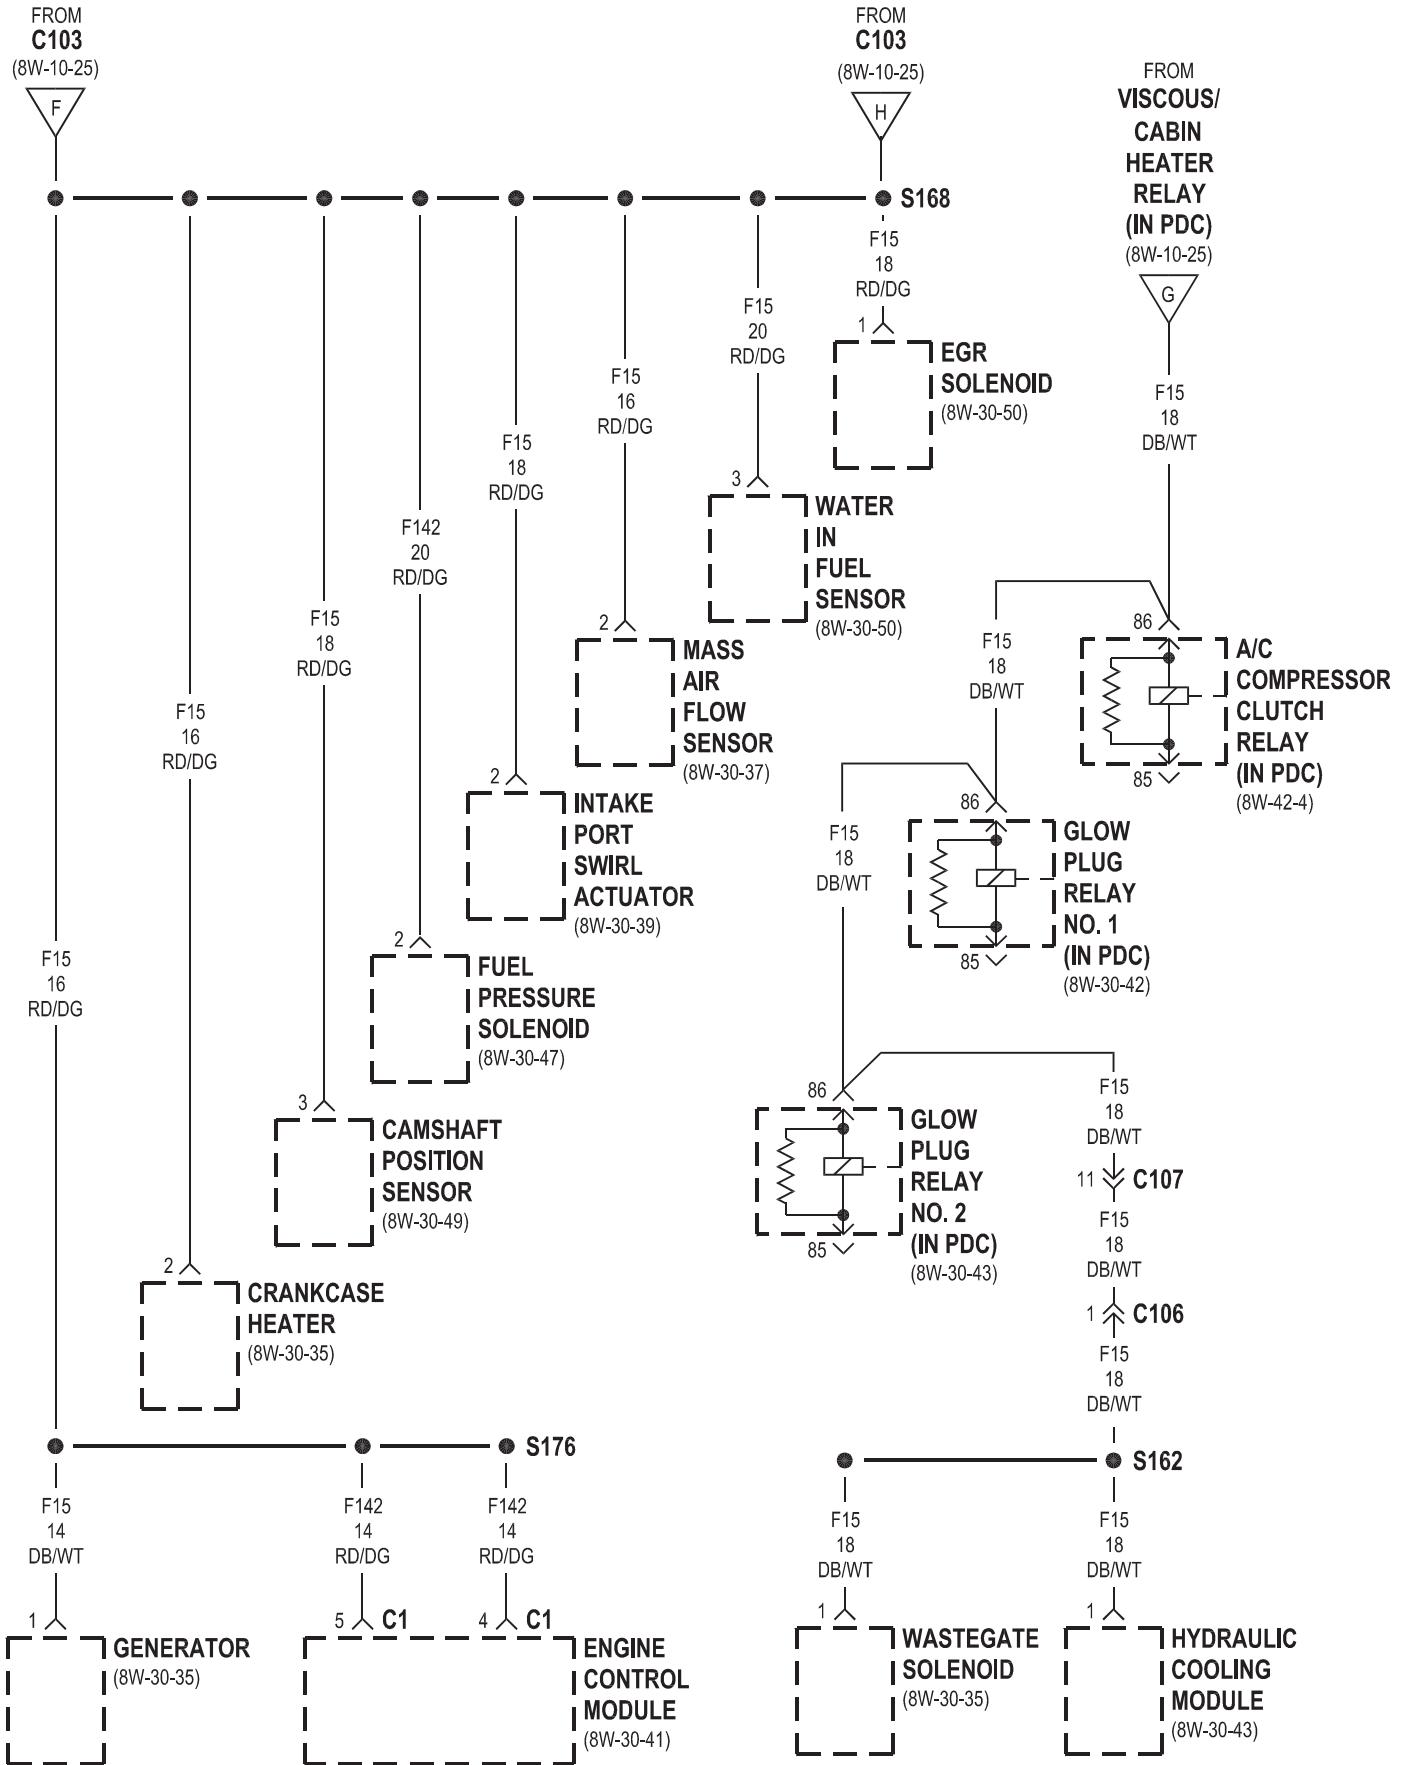 FROM
C103
(8W-10-25)
F
FROM
C103
(8W-10-25)
H
FROM
VISCOUS/
CABIN
HEATER
RELAY
(IN PDC)
(8W-10-25)
G
S168
F15
18
RD/DG
1
EGR
SOLENOID
(8W-30-50)
F15
20
RD/DG
3
WATER
IN
FUEL
SENSOR
(8W-30-50)
F15
16
RD/DG
2
MASS
AIR
FLOW
SENSOR
(8W-30-37)
F15
18
RD/DG
2
INTAKE
PORT
SWIRL
ACTUATOR
(8W-30-39)
F142
20
RD/DG
2
FUEL
PRESSURE
SOLENOID
(8W-30-47)
F15
18
RD/DG
3
CAMSHAFT
POSITION
SENSOR
(8W-30-49)
F15
16
RD/DG
2
CRANKCASE
HEATER
(8W-30-35)
F15
16
RD/DG
S176
F15
14
DB/WT
1
GENERATOR
(8W-30-35)
F142
14
RD/DG
5
C1
F142
14
RD/DG
4
C1
ENGINE
CONTROL
MODULE
(8W-30-41)
F15
18
DB/WT
86
85
A/C
COMPRESSOR
CLUTCH
RELAY
(IN PDC)
(8W-42-4)
F15
18
DB/WT
86
85
GLOW
PLUG
RELAY
NO. 1
(IN PDC)
(8W-30-42)
F15
18
DB/WT
86
85
GLOW
PLUG
RELAY
NO. 2
(IN PDC)
(8W-30-43)
F15
18
DB/WT
11
C107
F15
18
DB/WT
1
C106
F15
18
DB/WT
S162
F15
18
DB/WT
1
WASTEGATE
SOLENOID
(8W-30-35)
F15
18
DB/WT
1
HYDRAULIC
COOLING
MODULE
(8W-30-43)